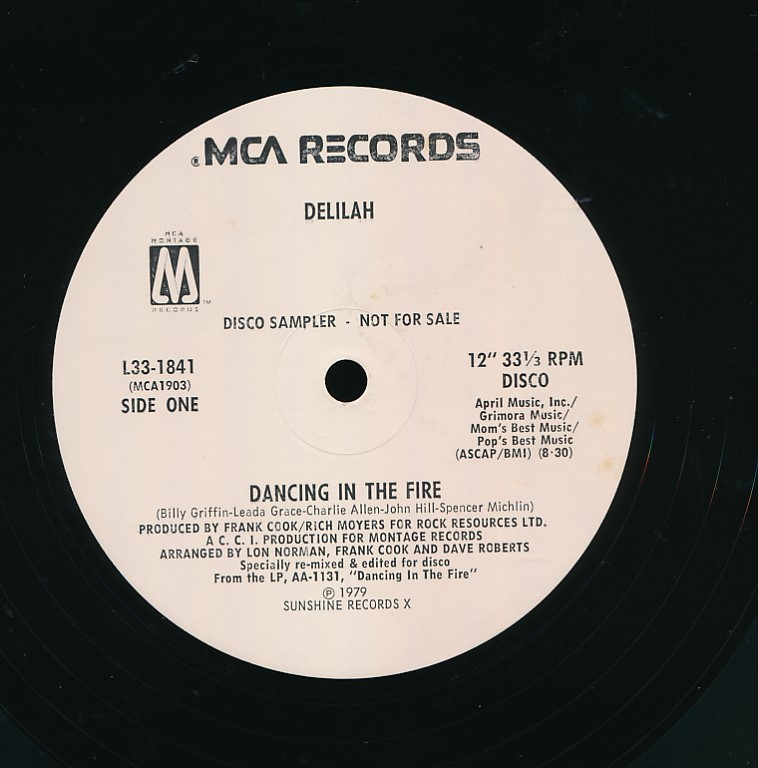 ® MCA RECORDS
DELILAH
MCA
MONTAGE
M
RECORDS ™
DISCO SAMPLER - NOT FOR SALE
L33-1841
(MCA1903)
SIDE ONE
12" 33⅓ RPM
DISCO
April Music, Inc./
Grimora Music/
Mom's Best Music/
Pop's Best Music
(ASCAP/BMI) (8·30)
DANCING IN THE FIRE
(Billy Griffin-Leada Grace-Charlie Allen-John Hill-Spencer Michlin)
PRODUCED BY FRANK COOK/RICH MOYERS FOR ROCK RESOURCES LTD.
A C. C. I. PRODUCTION FOR MONTAGE RECORDS
ARRANGED BY LON NORMAN, FRANK COOK AND DAVE ROBERTS
Specially re-mixed & edited for disco
From the LP, AA-1131, "Dancing In The Fire"
℗ 1979
SUNSHINE RECORDS X